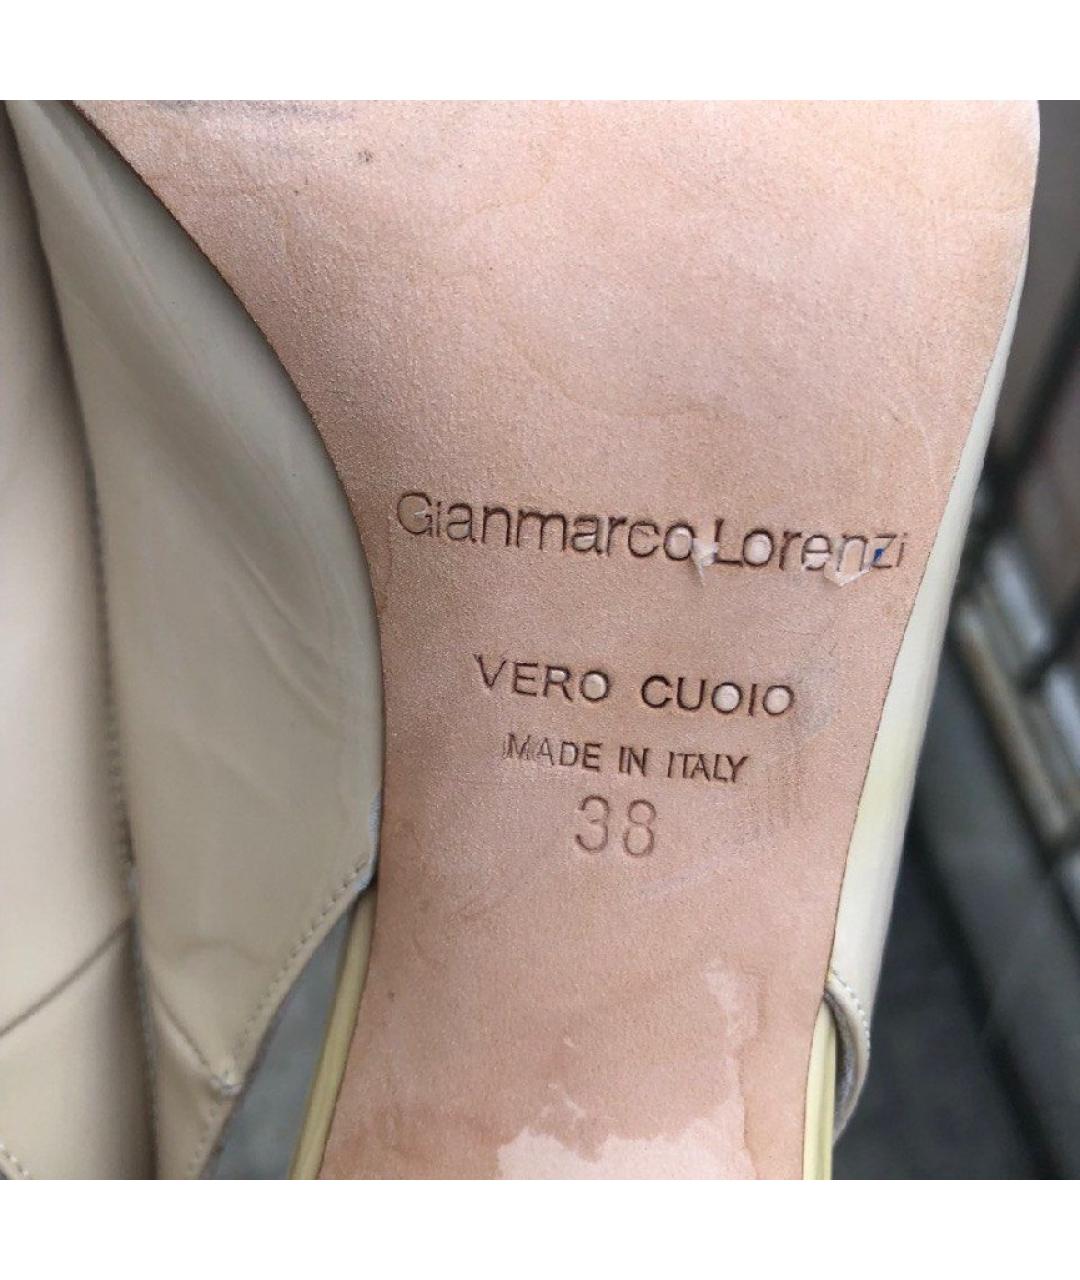 Gianmarco Lorenzi
VERO CUOIO
MADE IN ITALY
38